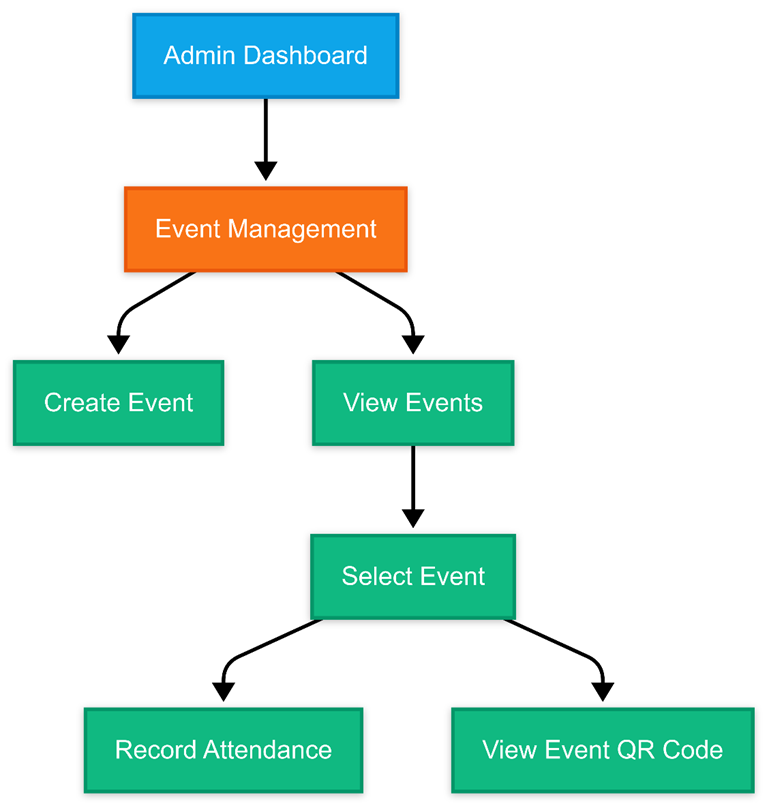 Admin Dashboard
Event Management
Create Event
View Events
Select Event
Record Attendance
View Event QR Code